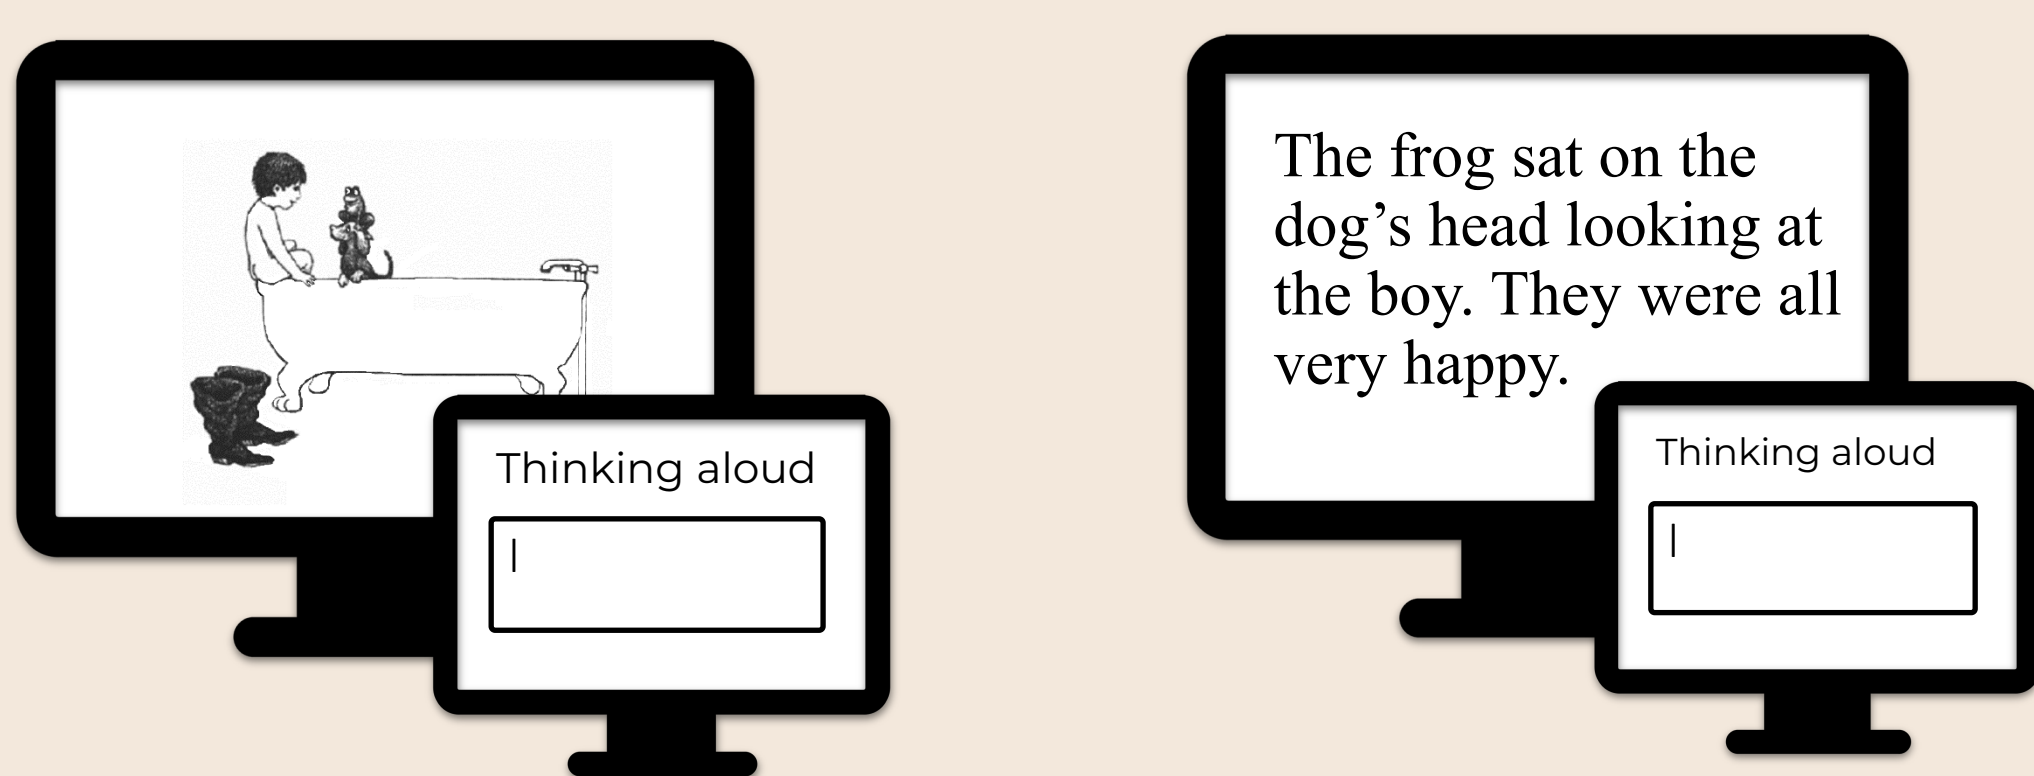 The frog sat on the
dog’s head looking at
the boy. They were all
very happy.
Thinking aloud
Thinking aloud